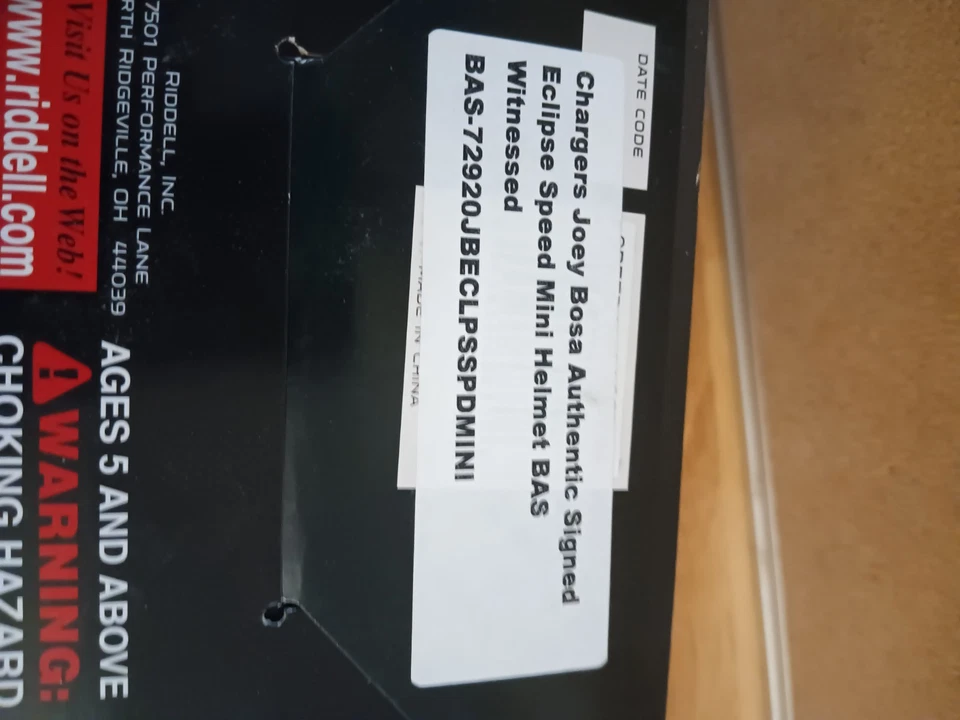 DATE CODE
Chargers Joey Bosa Authentic Signed
Eclipse Speed Mini Helmet BAS
Witnessed
BAS-72920JBECLPSSPDMINI
MADE IN CHINA
RIDDELL, INC.
7501 PERFORMANCE LANE
RTH RIDGEVILLE, OH 44039
Visit Us on the Web!
www.riddell.com
AGES 5 AND ABOVE
WARNING:
CHOKING HAZARD